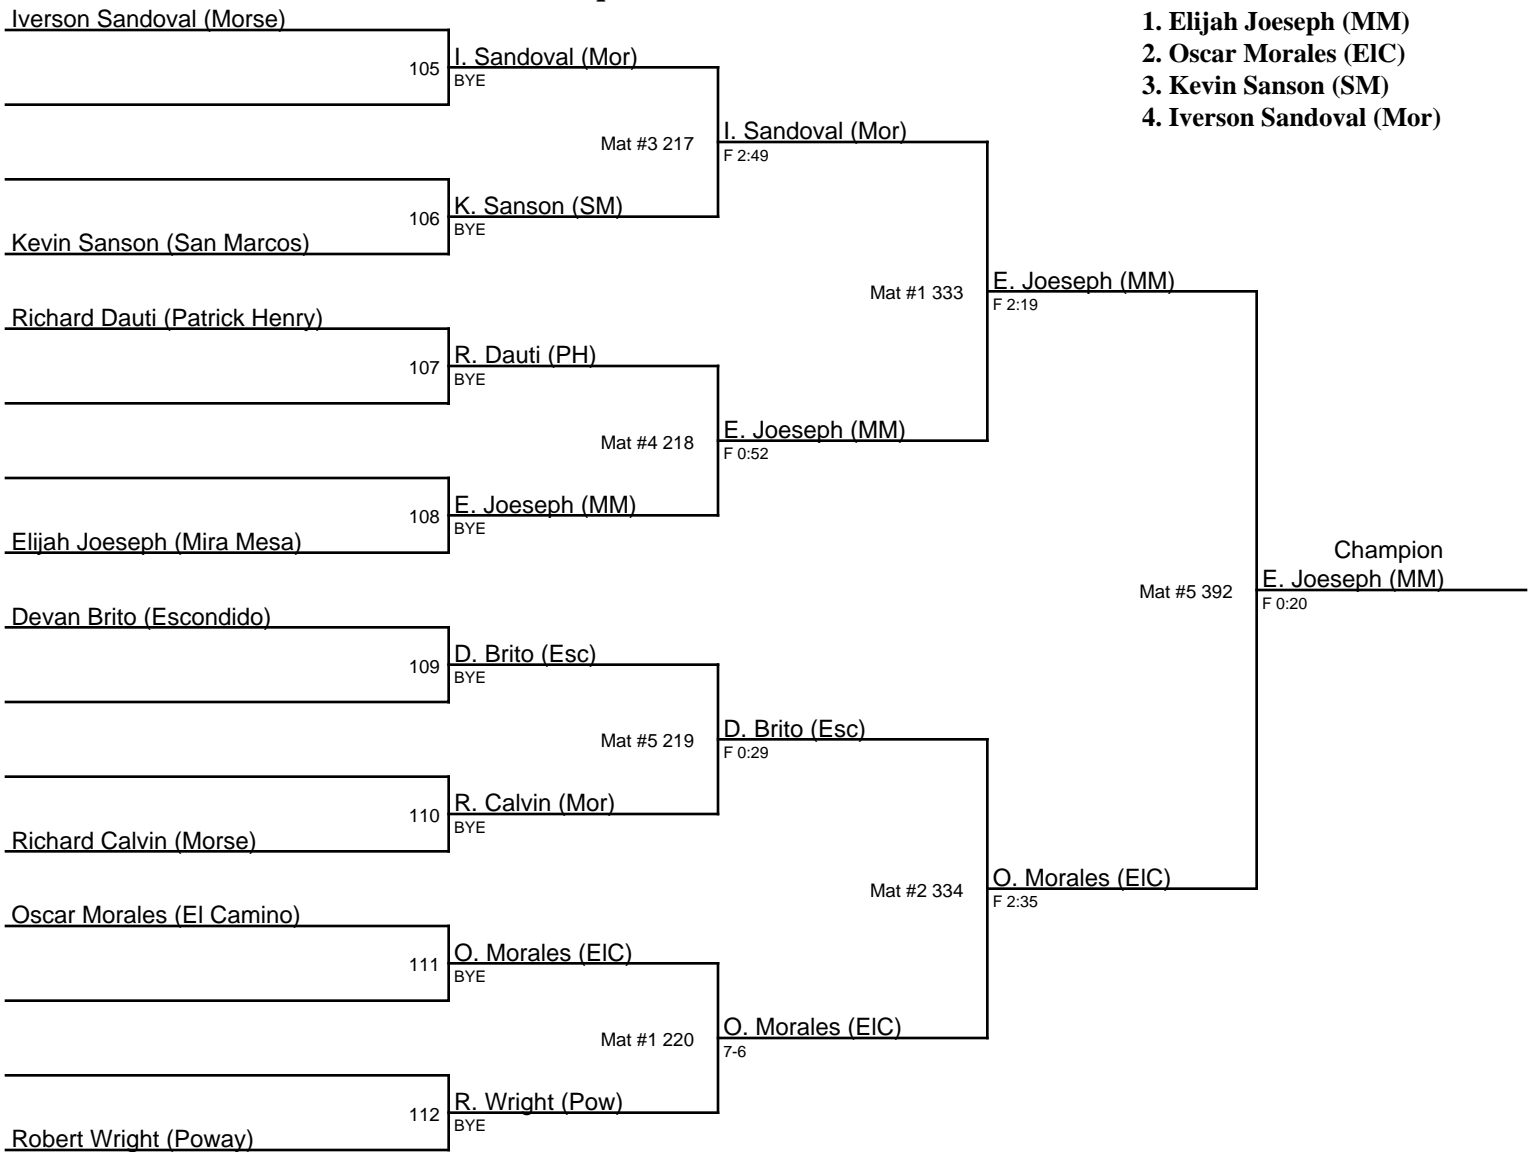 Iverson Sandoval (Morse)
1. Elijah Joeseph (MM)
2. Oscar Morales (ElC)
3. Kevin Sanson (SM)
4. Iverson Sandoval (Mor)
105
I. Sandoval (Mor)
BYE
Mat #3 217
I. Sandoval (Mor)
F 2:49
106
K. Sanson (SM)
BYE
Kevin Sanson (San Marcos)
Mat #1 333
E. Joeseph (MM)
F 2:19
Richard Dauti (Patrick Henry)
107
R. Dauti (PH)
BYE
Mat #4 218
E. Joeseph (MM)
F 0:52
108
E. Joeseph (MM)
BYE
Elijah Joeseph (Mira Mesa)
Champion
Mat #5 392
E. Joeseph (MM)
F 0:20
Devan Brito (Escondido)
109
D. Brito (Esc)
BYE
Mat #5 219
D. Brito (Esc)
F 0:29
110
R. Calvin (Mor)
BYE
Richard Calvin (Morse)
Mat #2 334
O. Morales (ElC)
F 2:35
Oscar Morales (El Camino)
111
O. Morales (ElC)
BYE
Mat #1 220
O. Morales (ElC)
7-6
112
R. Wright (Pow)
BYE
Robert Wright (Poway)